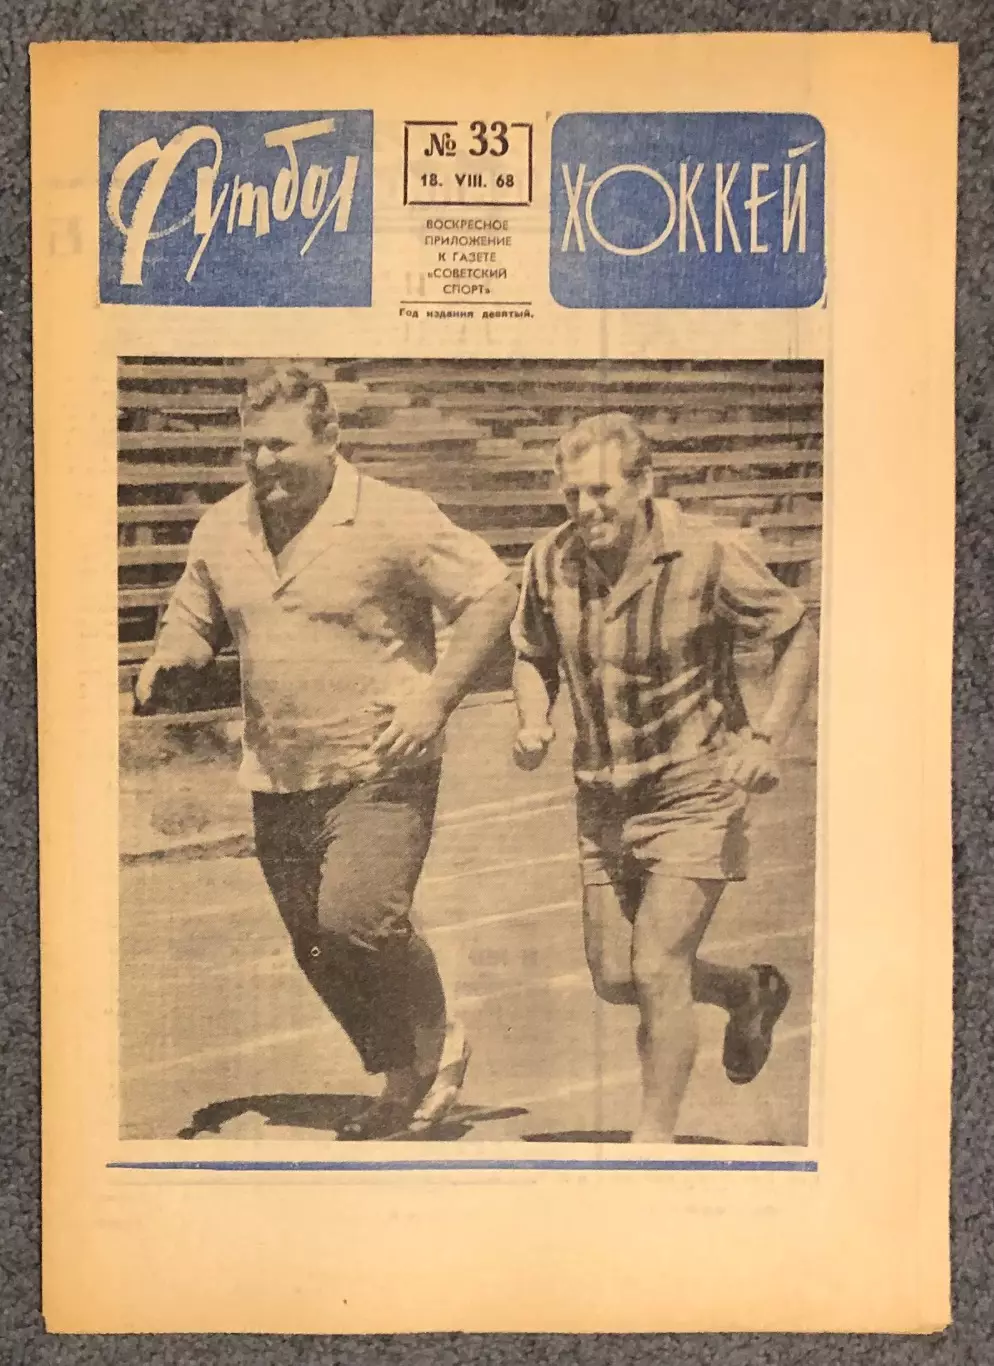 Футбол
№ 33
18. VIII. 68
ВОСКРЕСНОЕ
ПРИЛОЖЕНИЕ
К ГАЗЕТЕ
«СОВЕТСКИЙ
СПОРТ»
Год издания девятый.
ХОККЕЙ